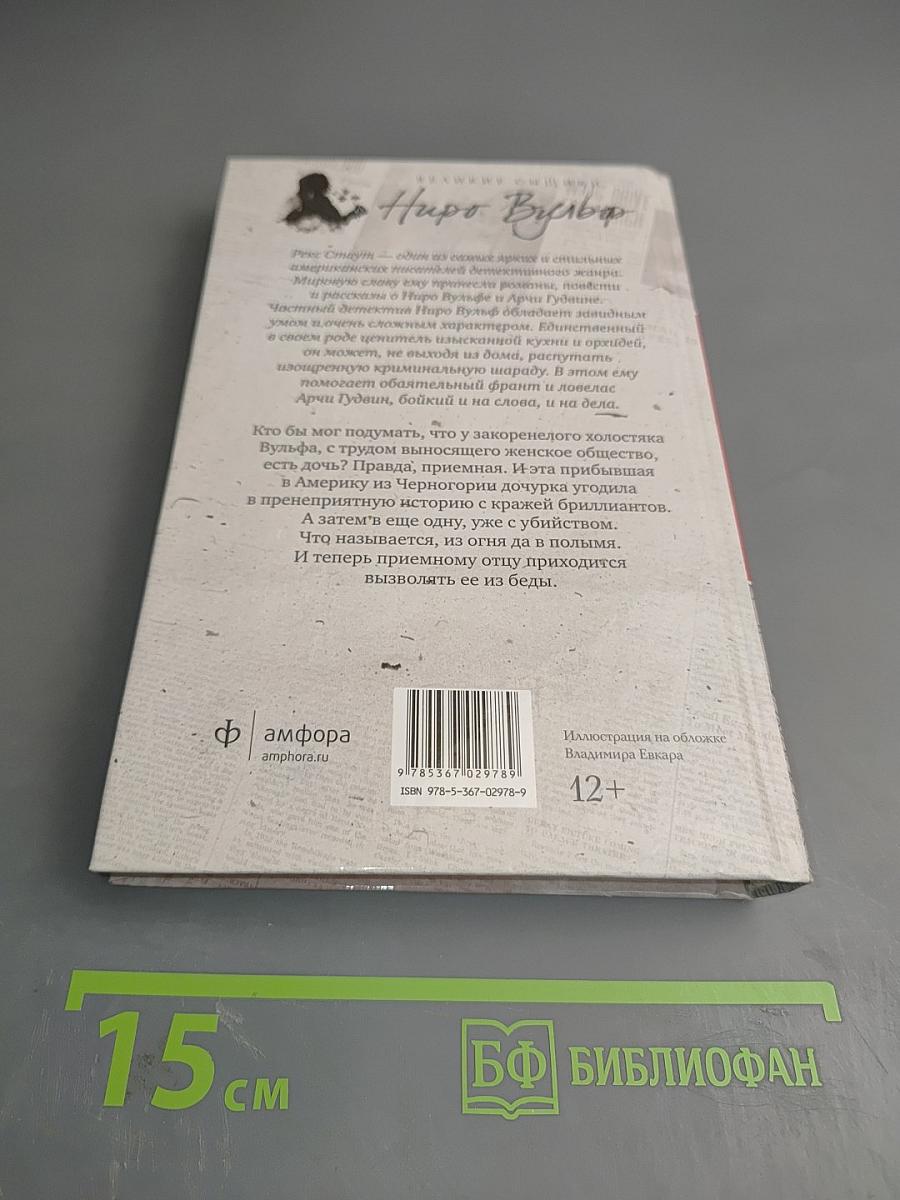 Ниро Вульф
Рекс Стаут — один из самых ярких и стильных
американских писателей детективного жанра.
Мировую славу ему принесли романы, повести
и рассказы о Ниро Вульфе и Арчи Гудвине.
Частный детектив Ниро Вульф обладает завидным
умом и очень сложным характером. Единственный
в своем роде ценитель изысканной кухни и орхидей,
он может, не выходя из дома, распутать
изощренную криминальную шараду. В этом ему
помогает обаятельный франт и ловелас
Арчи Гудвин, бойкий и на слова, и на дела.
Кто бы мог подумать, что у закоренелого холостяка
Вульфа, с трудом выносящего женское общество,
есть дочь? Правда, приемная. И эта прибывшая
в Америку из Черногории дочурка угодила
в пренеприятную историю с кражей бриллиантов.
А затем в еще одну, уже с убийством.
Что называется, из огня да в полымя.
И теперь приемному отцу приходится
вызволять ее из беды.
ф амфора
amphora.ru
9 785367 029789
ISBN 978-5-367-02978-9
Иллюстрация на обложке
Владимира Евкара
12+
15 см
БФ БИБЛИОФАН